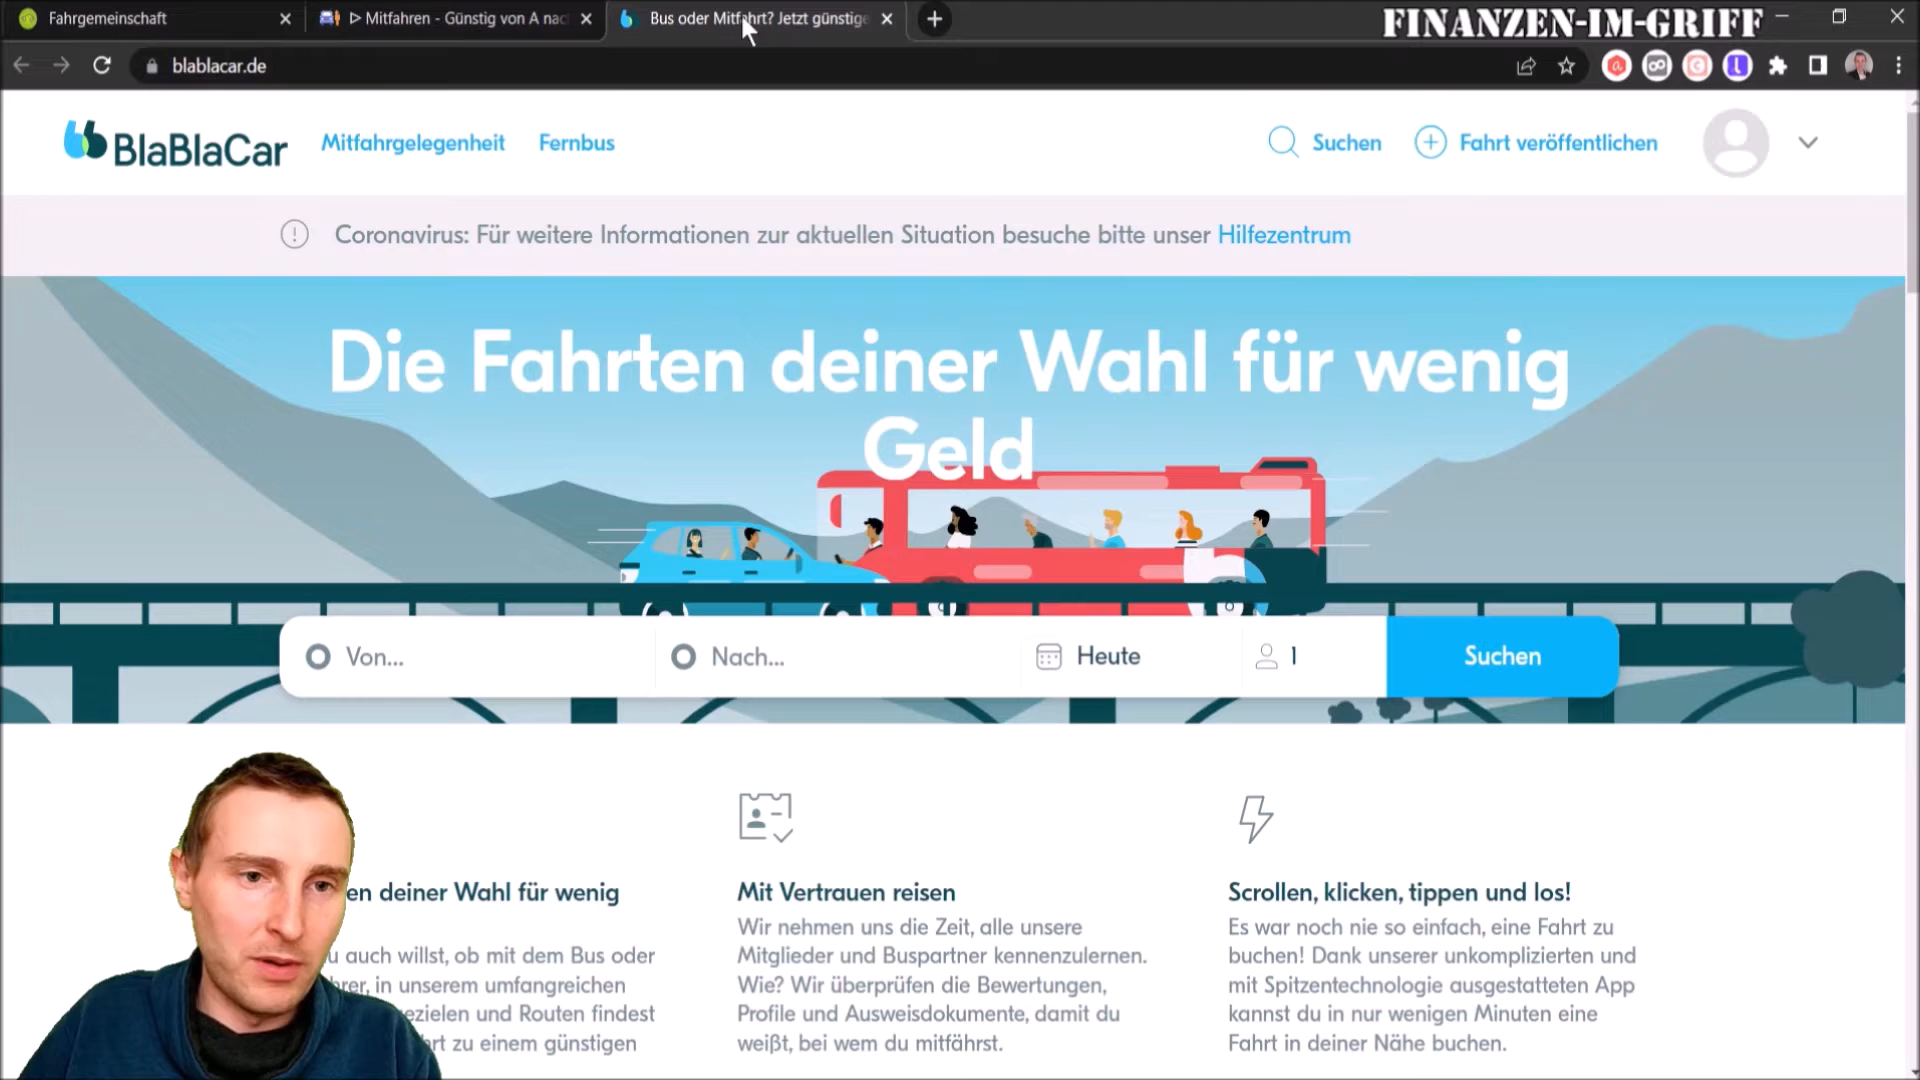 Fahrgemeinschaft
ᐅ Mitfahren - Günstig von A nac
Bus oder Mitfahrt? Jetzt günstige
FINANZEN-IM-GRIFF
blablacar.de
BlaBlaCar
Mitfahrgelegenheit
Fernbus
Suchen
Fahrt veröffentlichen
Coronavirus: Für weitere Informationen zur aktuellen Situation besuche bitte unser Hilfezentrum
Die Fahrten deiner Wahl für wenig
Geld
Von...
Nach...
Heute
1
Suchen
en deiner Wahl für wenig
u auch willst, ob mit dem Bus oder
hrer, in unserem umfangreichen
ezielen und Routen findest
hrt zu einem günstigen
Mit Vertrauen reisen
Wir nehmen uns die Zeit, alle unsere
Mitglieder und Buspartner kennenzulernen.
Wie? Wir überprüfen die Bewertungen,
Profile und Ausweisdokumente, damit du
weißt, bei wem du mitfährst.
Scrollen, klicken, tippen und los!
Es war noch nie so einfach, eine Fahrt zu
buchen! Dank unserer unkomplizierten und
mit Spitzentechnologie ausgestatteten App
kannst du in nur wenigen Minuten eine
Fahrt in deiner Nähe buchen.